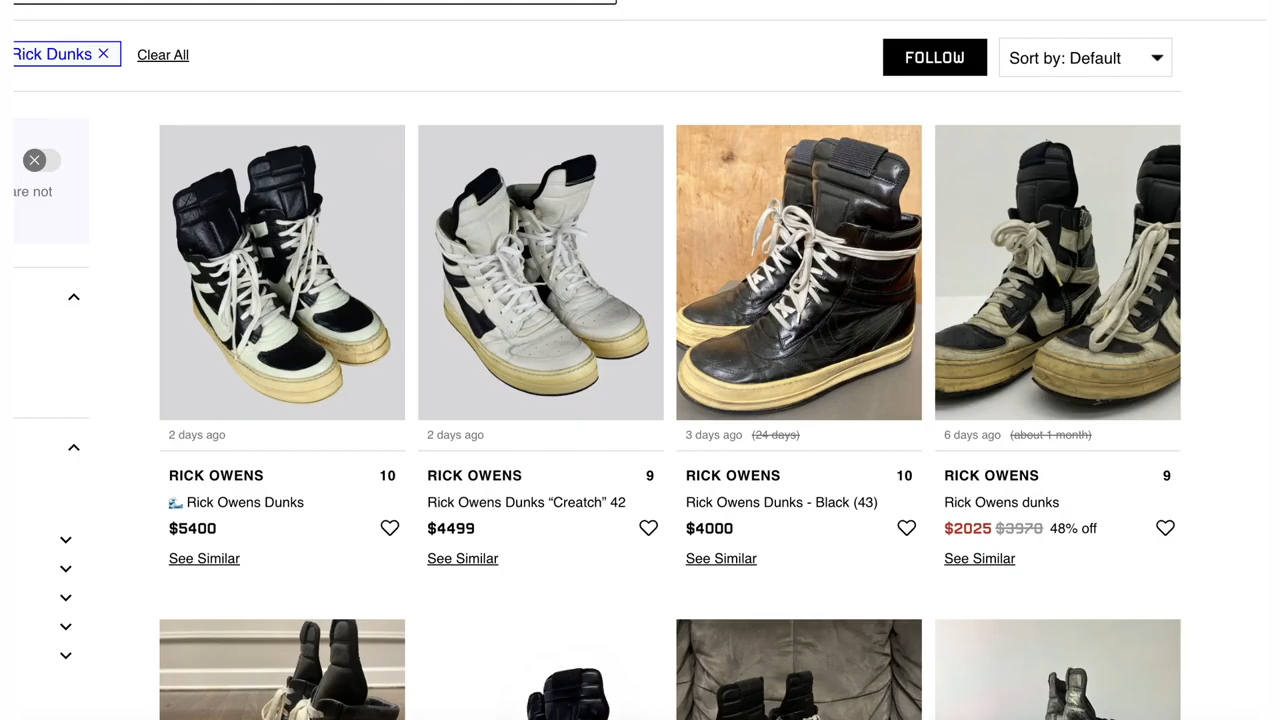 Rick Dunks ×
Clear All
FOLLOW
Sort by: Default
are not
2 days ago
RICK OWENS 10
🌊 Rick Owens Dunks
$5400
See Similar
2 days ago
RICK OWENS 9
Rick Owens Dunks “Creatch” 42
$4499
See Similar
3 days ago (24 days)
RICK OWENS 10
Rick Owens Dunks - Black (43)
$4000
See Similar
6 days ago (about 1 month)
RICK OWENS 9
Rick Owens dunks
$2025 $3970 48% off
See Similar